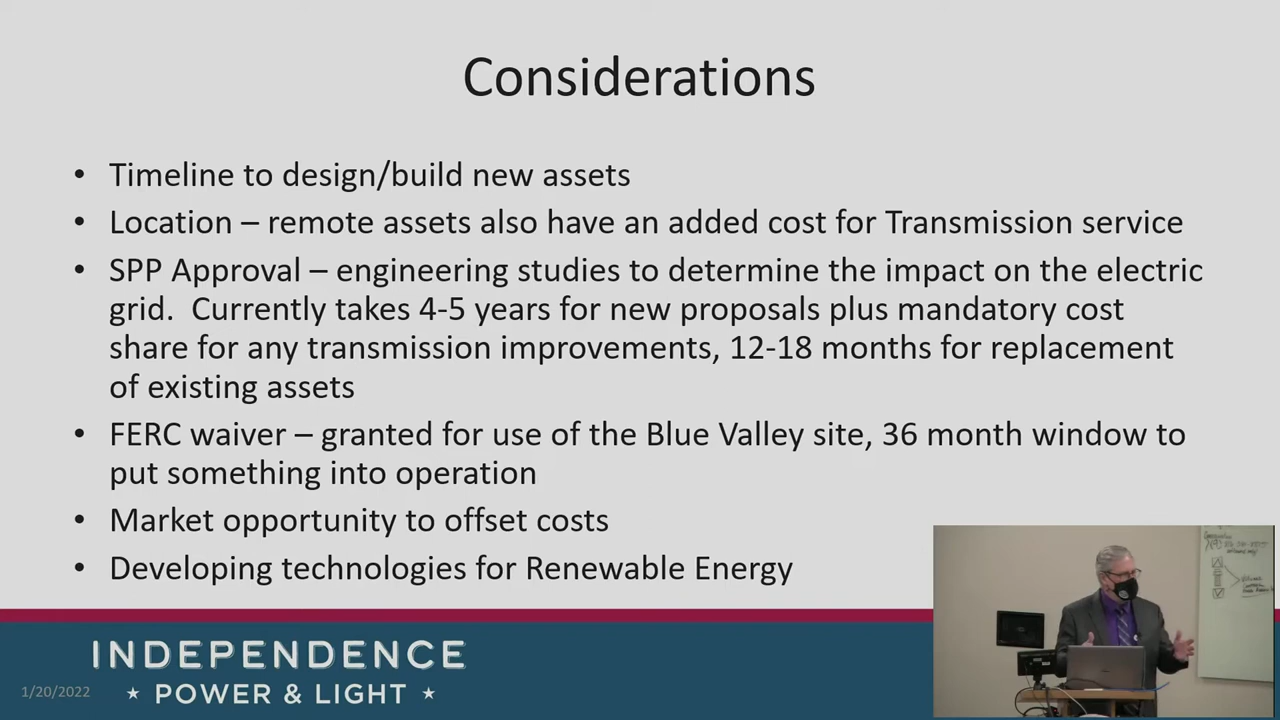 Considerations
• Timeline to design/build new assets
• Location – remote assets also have an added cost for Transmission service
• SPP Approval – engineering studies to determine the impact on the electric
grid.  Currently takes 4-5 years for new proposals plus mandatory cost
share for any transmission improvements, 12-18 months for replacement
of existing assets
• FERC waiver – granted for use of the Blue Valley site, 36 month window to
put something into operation
• Market opportunity to offset costs
• Developing technologies for Renewable Energy
INDEPENDENCE
1/20/2022
★ POWER & LIGHT ★